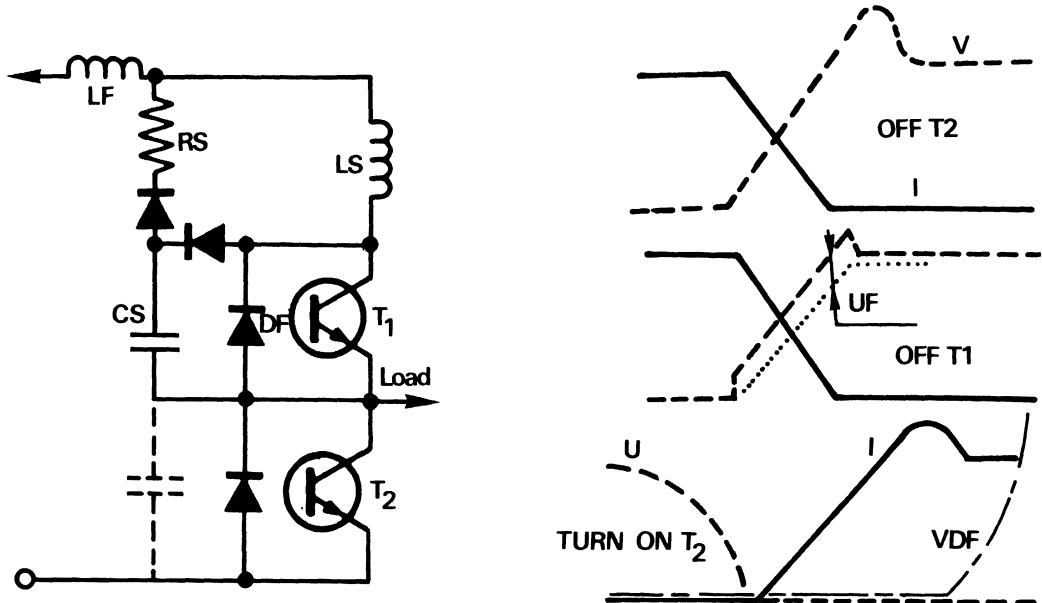 LF
RS
LS
CS
DF
T1
Load
T2
V
OFF T2
I
UF
OFF T1
U
I
TURN ON T2
VDF